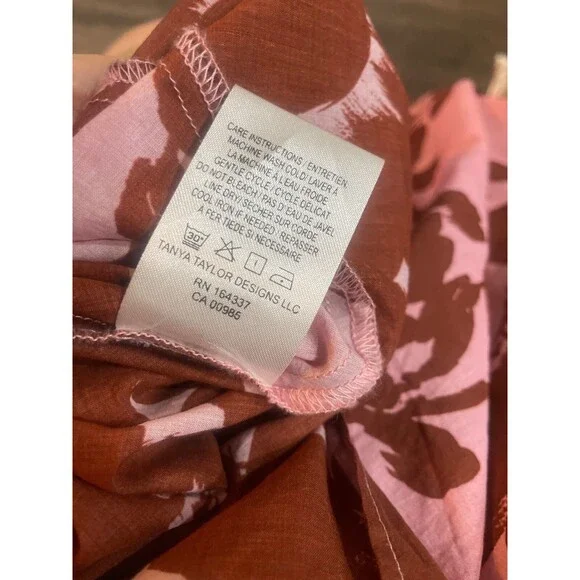 CARE INSTRUCTIONS / ENTRETIEN
MACHINE WASH COLD/ LAVER À
LA MACHINE À L'EAU FROIDE
GENTLE CYCLE / CYCLE DÉLICAT
DO NOT BLEACH / PAS D'EAU DE JAVEL
LINE DRY/ SÉCHER SUR CORDE
COOL IRON IF NEEDED / REPASSER
À FER TIEDE SI NECESSAIRE
30°
TANYA TAYLOR DESIGNS LLC
RN 164337
CA 00985